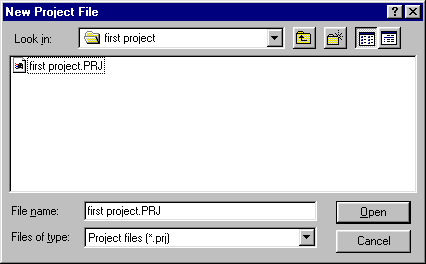 New Project File
Look in: first project
first project.PRJ
File name: first project.PRJ Open
Files of type: Project files (*.prj) Cancel